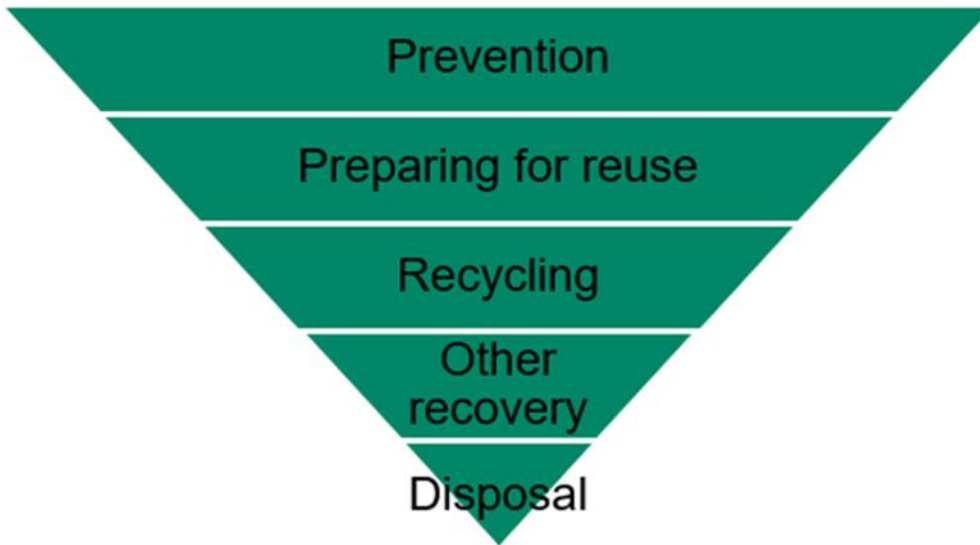 Prevention
Preparing for reuse
Recycling
Other
recovery
Disposal